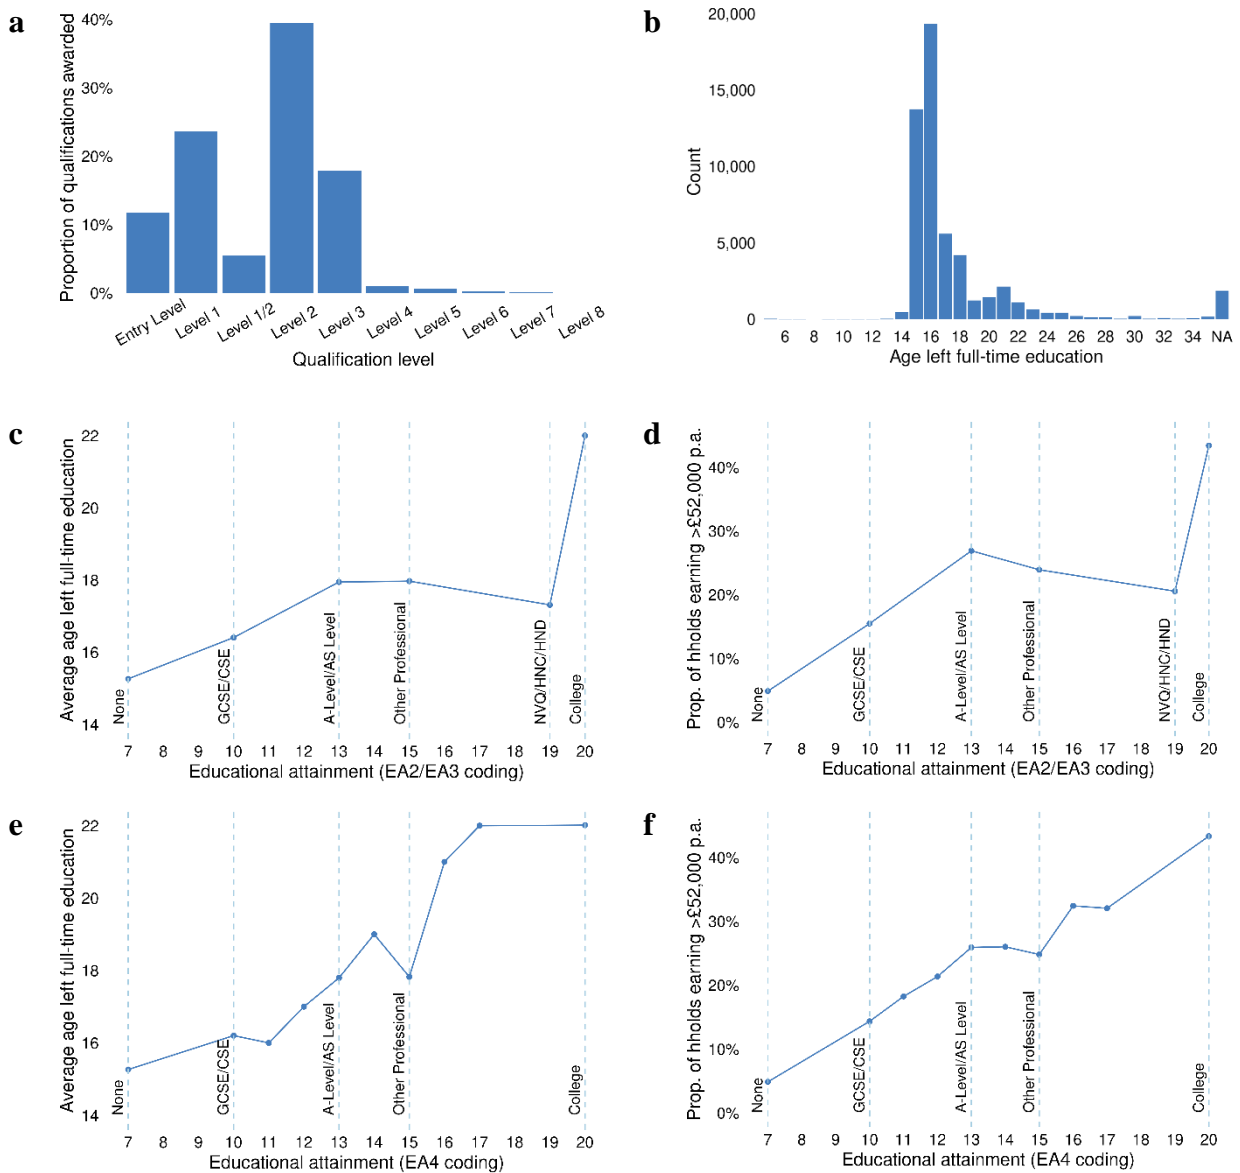 a
40%
30%
20%
10%
0%
Proportion of qualifications awarded
Entry Level
Level 1
Level 1/2
Level 2
Level 3
Level 4
Level 5
Level 6
Level 7
Level 8
Qualification level
b
20,000
15,000
10,000
5,000
0
Count
6 8 10 12 14 16 18 20 22 24 26 28 30 32 34 NA
Age left full-time education
c
22
20
18
16
14
Average age left full-time education
None
GCSE/CSE
A-Level/AS Level
Other Professional
NVQ/HNC/HND
College
7 8 9 10 11 12 13 14 15 16 17 18 19 20
Educational attainment (EA2/EA3 coding)
d
40%
30%
20%
10%
0%
Prop. of hholds earning >£52,000 p.a.
None
GCSE/CSE
A-Level/AS Level
Other Professional
NVQ/HNC/HND
College
7 8 9 10 11 12 13 14 15 16 17 18 19 20
Educational attainment (EA2/EA3 coding)
e
22
20
18
16
14
Average age left full-time education
None
GCSE/CSE
A-Level/AS Level
Other Professional
College
7 8 9 10 11 12 13 14 15 16 17 18 19 20
Educational attainment (EA4 coding)
f
40%
30%
20%
10%
0%
Prop. of hholds earning >£52,000 p.a.
None
GCSE/CSE
A-Level/AS Level
Other Professional
College
7 8 9 10 11 12 13 14 15 16 17 18 19 20
Educational attainment (EA4 coding)